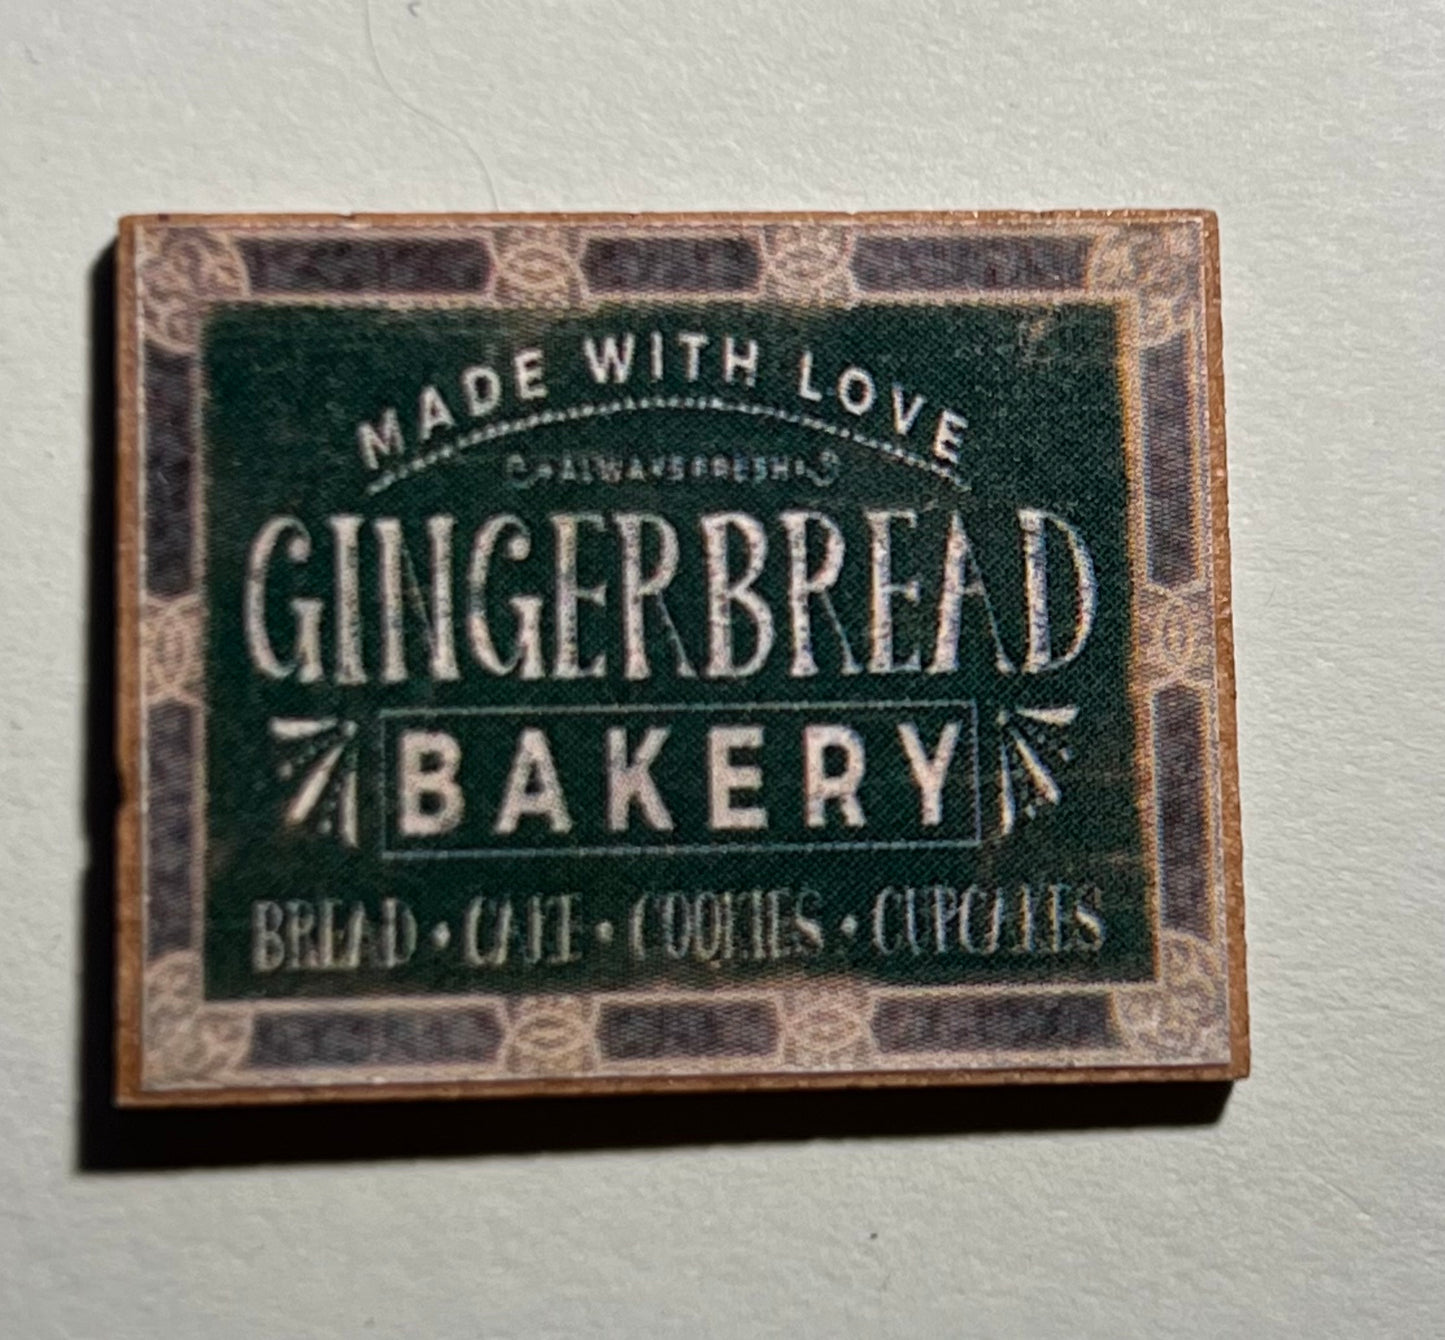 MADE WITH LOVE
ALWAYS FRESH
GINGERBREAD
BAKERY
BREAD • CAKE • COOKIES • CUPCAKES